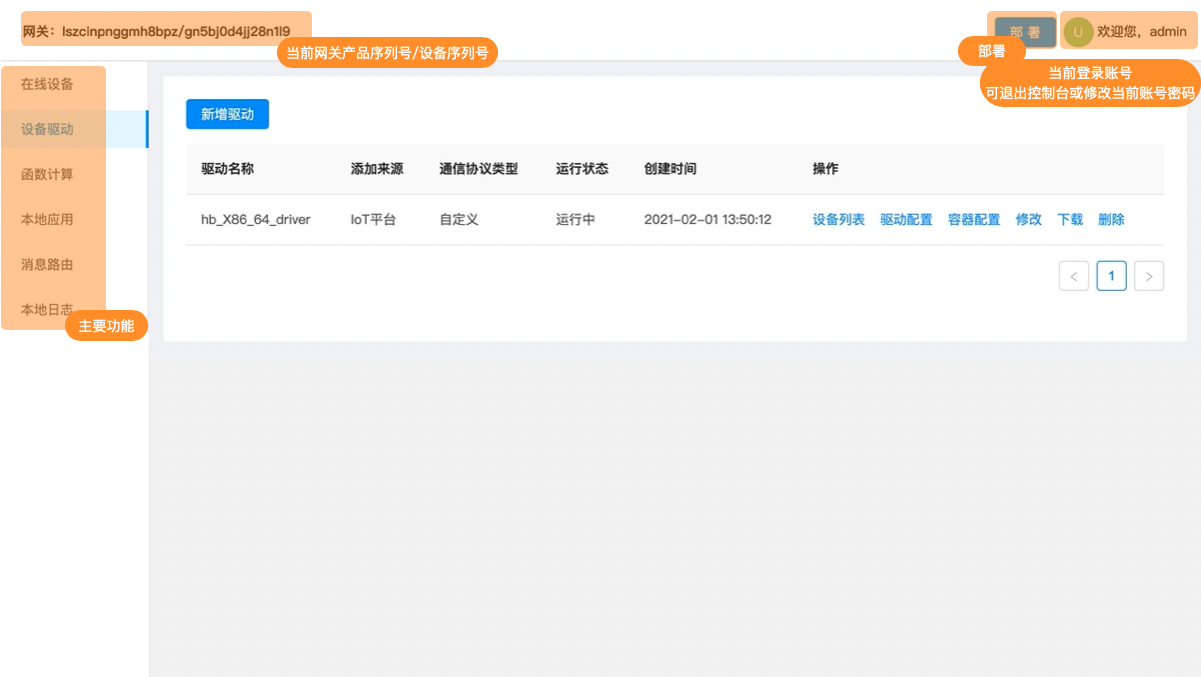 网关：lszcinpnggmh8bpz/gn5bj0d4jj28n1l9
部 署
U 欢迎您，admin
当前网关产品序列号/设备序列号
部署
当前登录账号
可退出控制台或修改当前账号密码
在线设备
设备驱动
函数计算
本地应用
消息路由
本地日志
主要功能
新增驱动
驱动名称 添加来源 通信协议类型 运行状态 创建时间 操作
hb_X86_64_driver IoT平台 自定义 运行中 2021-02-01 13:50:12 设备列表 驱动配置 容器配置 修改 下载 删除
< 1 >